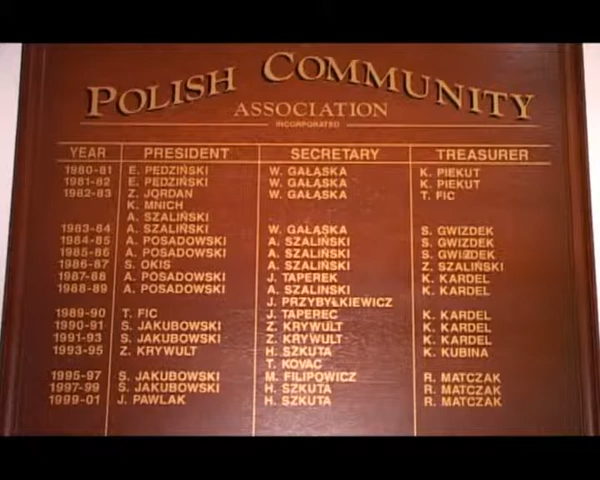 POLISH COMMUNITY
ASSOCIATION
INCORPORATED
YEAR PRESIDENT SECRETARY TREASURER
1980-81 E. PEDZIŃSKI W. GAŁĄSKA K. PIEKUT
1981-82 E. PEDZIŃSKI W. GAŁĄSKA K. PIEKUT
1982-83 Z. JORDAN W. GAŁĄSKA T. FIC
K. MNICH
A. SZALIŃSKI
1983-84 A. SZALIŃSKI W. GAŁĄSKA S. GWIZDEK
1984-85 A. POSADOWSKI A. SZALIŃSKI S. GWIZDEK
1985-86 A. POSADOWSKI A. SZALIŃSKI S. GWIZDEK
1986-87 S. OKIS A. SZALIŃSKI Z. SZALIŃSKI
1987-88 A. POSADOWSKI J. TAPEREK K. KARDEL
1988-89 A. POSADOWSKI A. SZALINSKI K. KARDEL
J. PRZYBYŁKIEWICZ
1989-90 T. FIC J. TAPEREC K. KARDEL
1990-91 S. JAKUBOWSKI Z. KRYWULT K. KARDEL
1991-93 S. JAKUBOWSKI Z. KRYWULT K. KARDEL
1993-95 Z. KRYWULT H. SZKUTA K. KUBINA
T. KOVAC
1995-97 S. JAKUBOWSKI M. FILIPOWICZ R. MATCZAK
1997-99 S. JAKUBOWSKI H. SZKUTA R. MATCZAK
1999-01 J. PAWLAK H. SZKUTA R. MATCZAK